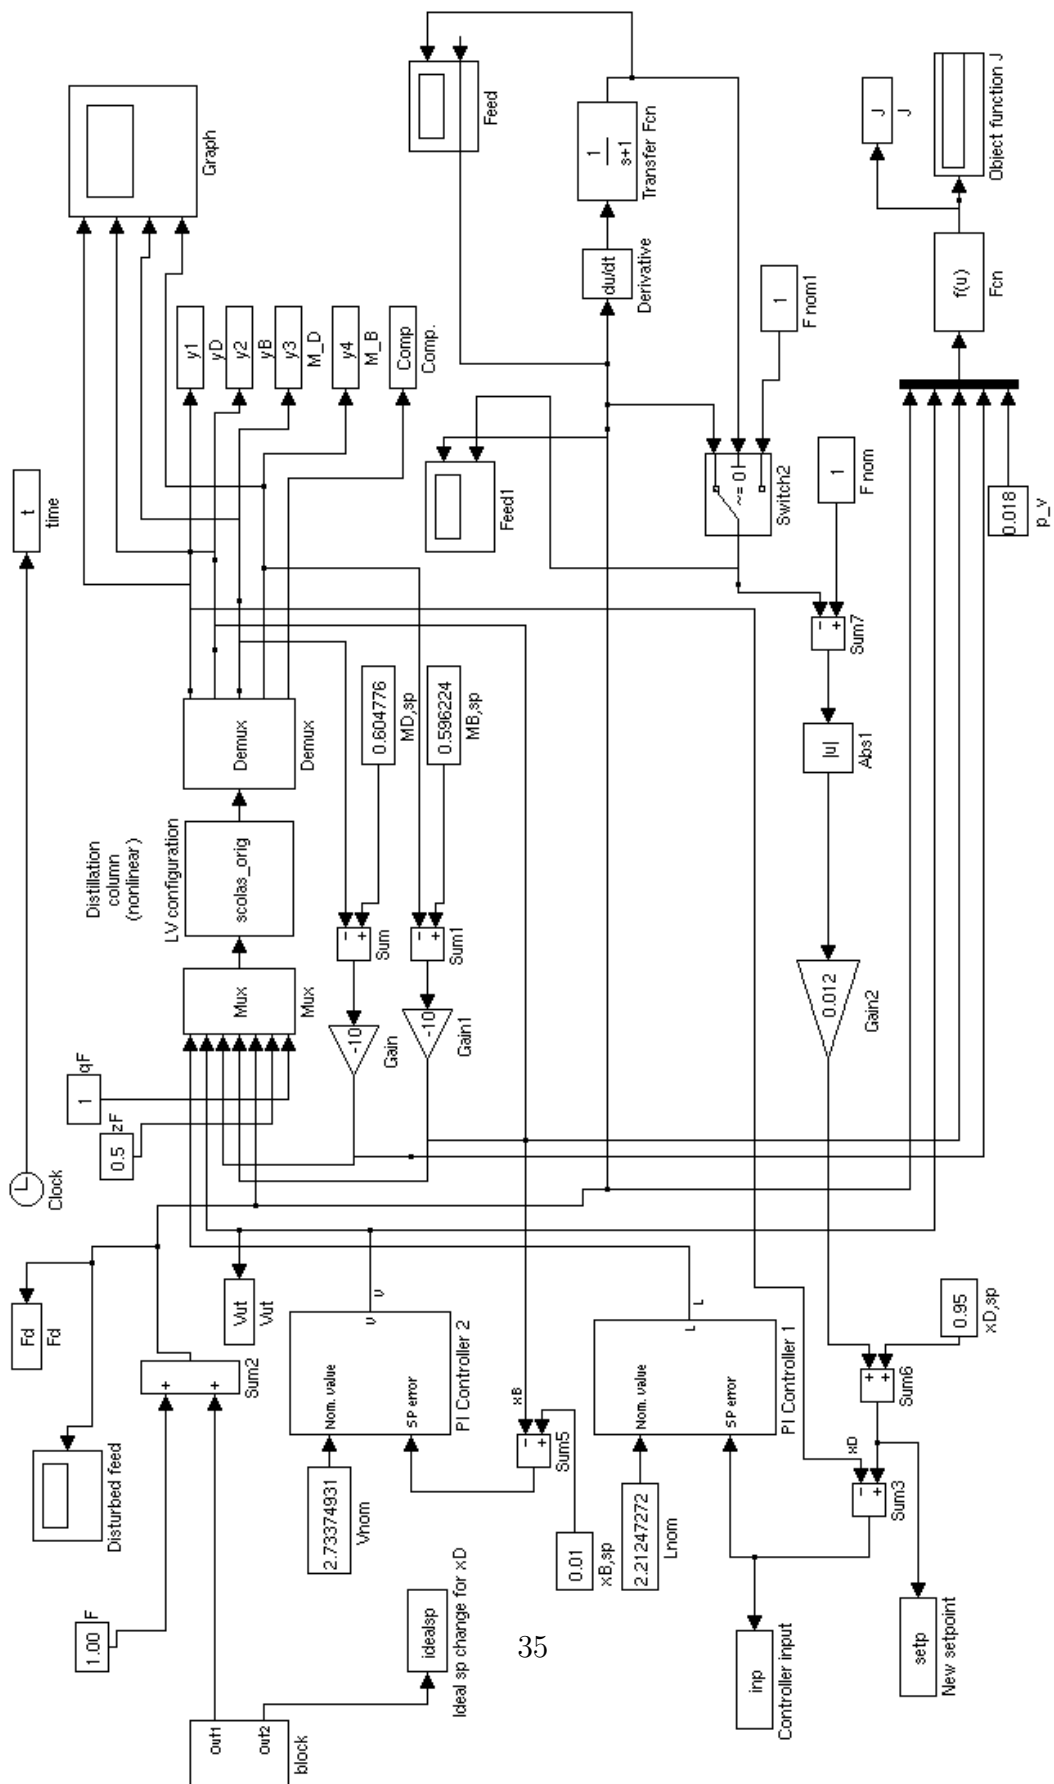 block
out1
out2
1.00
F
Disturbed feed
Fd
Fd
+
+
Sum2
Clock
t
time
0.5
zF
1
qF
Mux
Mux
Distillation
column
(nonlinear)
LV configuration
scolas_orig
Demux
Demux
Graph
y1
yD
y2
yB
y3
M_D
y4
M_B
Comp
Comp.
Vut
Vut
idealsp
Ideal sp change for xD
2.73374931
Vnom
Nom. value
SP error
V
V
PI Controller 2
xB
−
+
Sum5
0.01
xB,sp
−
+
Sum
-10
Gain
0.604776
MD,sp
−
+
Sum1
-10
Gain1
0.596224
MB,sp
Feed
Feed1
du/dt
Derivative
1
s+1
Transfer Fcn
2.21247272
Lnom
Nom. value
SP error
L
L
PI Controller 1
~= 0
Switch2
1
F nom1
1
F nom
−
+
Sum7
|u|
Abs1
0.012
Gain2
inp
Controller input
xD
−
+
Sum3
+
+
Sum6
0.95
xD,sp
setp
New setpoint
0.018
p_v
f(u)
Fcn
J
J
Object function J
35